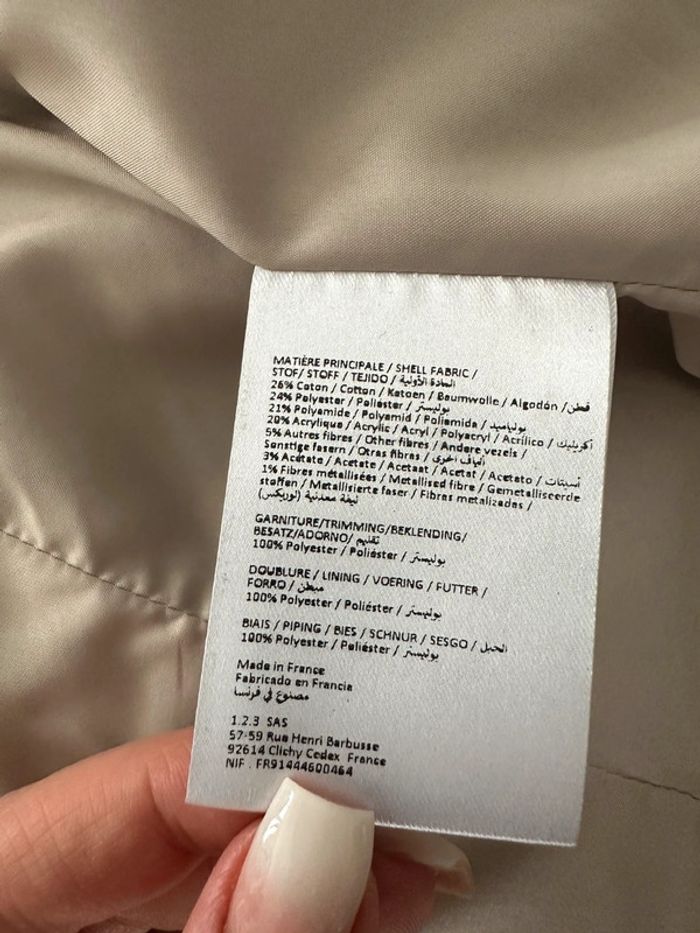 MATIÈRE PRINCIPALE / SHELL FABRIC /
STOF/ STOFF / TEJIDO / المادة الأولية
26% Coton / Cotton / Katoen / Baumwolle / Algodón / قطن
24% Polyester / Poliéster / بوليستر
21% Polyamide / Polyamid / Poliamida / بولياميد
20% Acrylique / Acrylic / Acryl / Polyacryl / Acrílico / أكريليك
5% Autres fibres / Other fibres / Andere vezels /
Sonstige fasern / Otras fibras / ألياف أخرى
3% Acétate / Acetate / Acetaat / Acetat / Acetato / أسيتات
1% Fibres métallisées / Metallised fibre / Gemetalliseerde
stoffen / Metallisierte faser / Fibras metalizadas /
ليفة معدنية (لوريكس)
GARNITURE/TRIMMING/BEKLENDING/
BESATZ/ADORNO/ تقليم
100% Polyester / Poliéster / بوليستر
DOUBLURE / LINING / VOERING / FUTTER /
FORRO / مبطن
100% Polyester / Poliéster / بوليستر
BIAIS / PIPING / BIES / SCHNUR / SESGO / الحبل
100% Polyester / Poliéster / بوليستر
Made in France
Fabricado en Francia
مصنوع في فرنسا
1.2.3 SAS
57-59 Rue Henri Barbusse
92614 Clichy Cedex France
NIF . FR91444600464